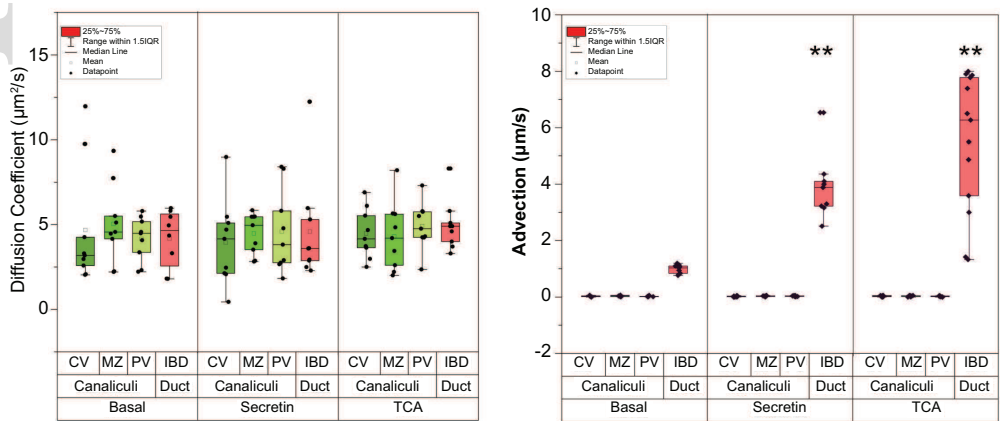 25%~75%
Range within 1.5IQR
Median Line
Mean
Datapoint
Diffusion Coefficient (µm²/s)
15
10
5
0
CV MZ PV IBD CV MZ PV IBD CV MZ PV IBD
Canaliculi Duct Canaliculi Duct Canaliculi Duct
Basal Secretin TCA
25%~75%
Range within 1.5IQR
Median Line
Mean
Datapoint
** **
Advection (µm/s)
10
8
6
4
2
0
-2
CV MZ PV IBD CV MZ PV IBD CV MZ PV IBD
Canaliculi Duct Canaliculi Duct Canaliculi Duct
Basal Secretin TCA